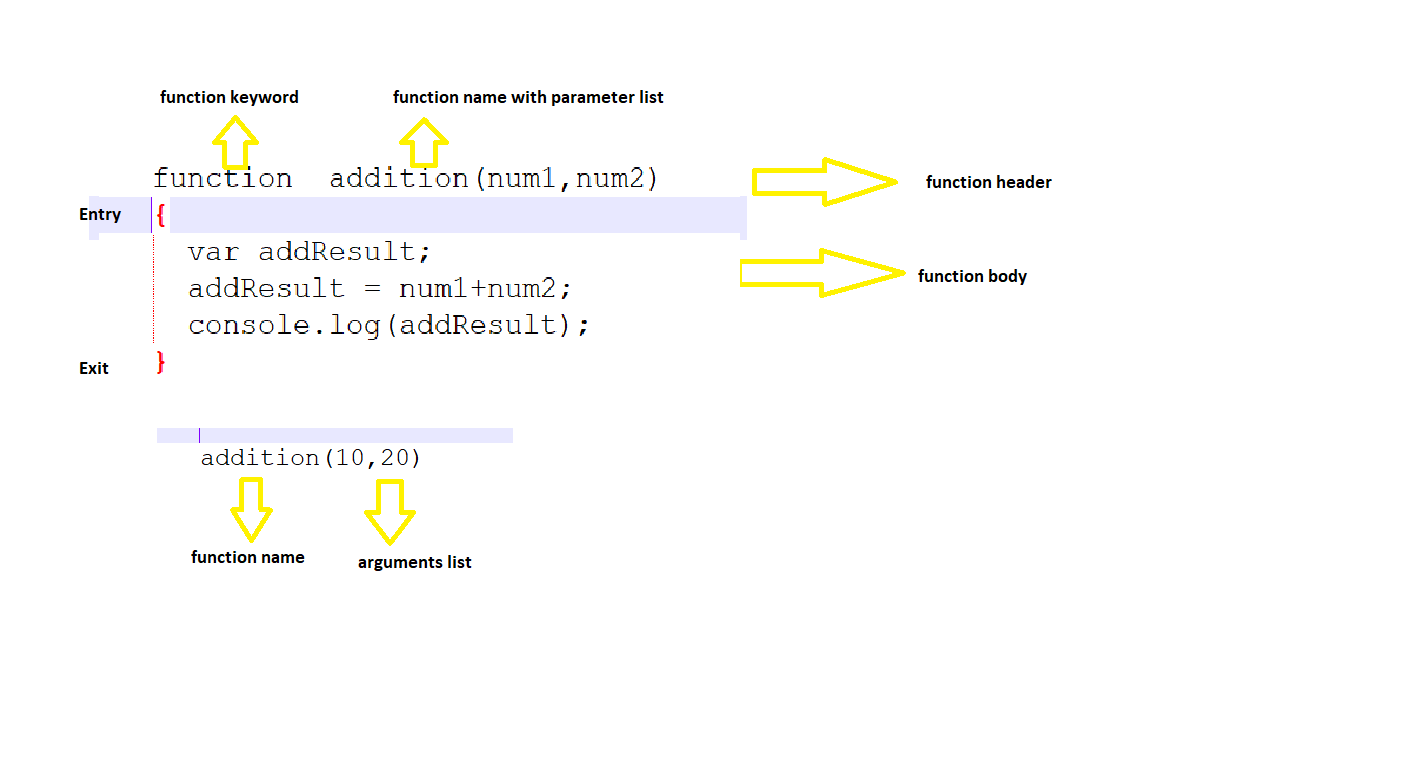 function keyword function name with parameter list
function addition(num1,num2) function header
Entry {
var addResult;
addResult = num1+num2; function body
console.log(addResult);
Exit }
addition(10,20)
function name arguments list